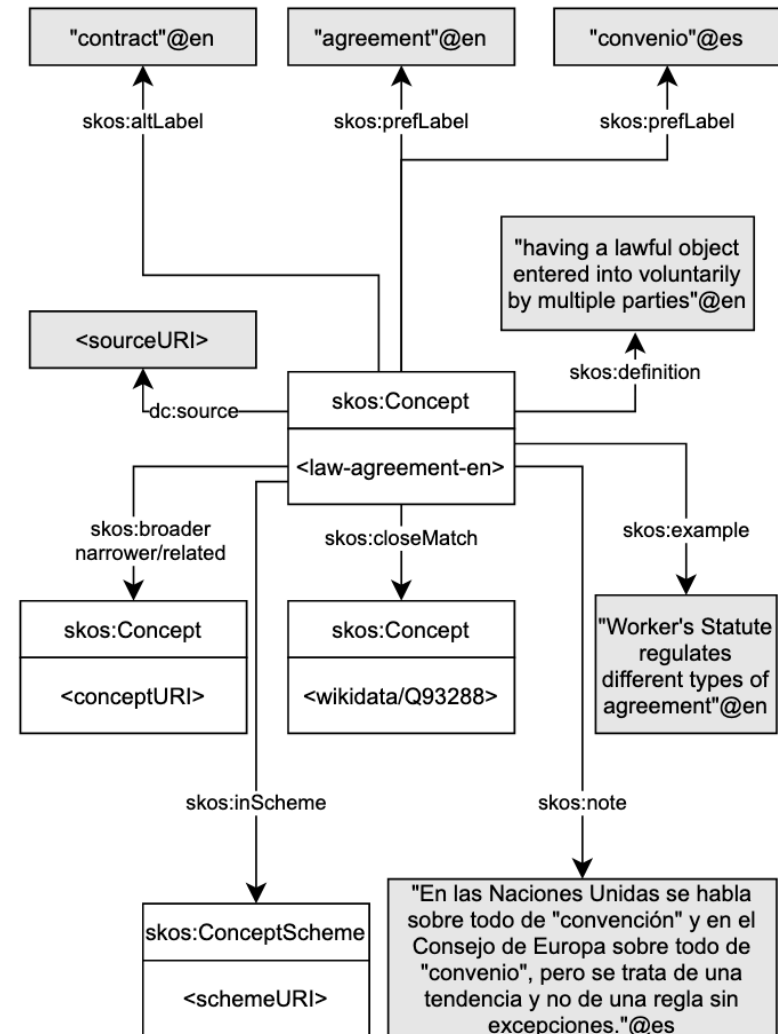 "contract"@en
"agreement"@en
"convenio"@es
skos:altLabel
skos:prefLabel
skos:prefLabel
"having a lawful object
entered into voluntarily
by multiple parties"@en
<sourceURI>
skos:definition
skos:Concept
dc:source
<law-agreement-en>
skos:broader
narrower/related
skos:closeMatch
skos:example
skos:Concept
<conceptURI>
skos:Concept
<wikidata/Q93288>
"Worker's Statute
regulates
different types of
agreement"@en
skos:inScheme
skos:note
skos:ConceptScheme
<schemeURI>
"En las Naciones Unidas se habla
sobre todo de "convención" y en el
Consejo de Europa sobre todo de
"convenio", pero se trata de una
tendencia y no de una regla sin
excepciones."@es